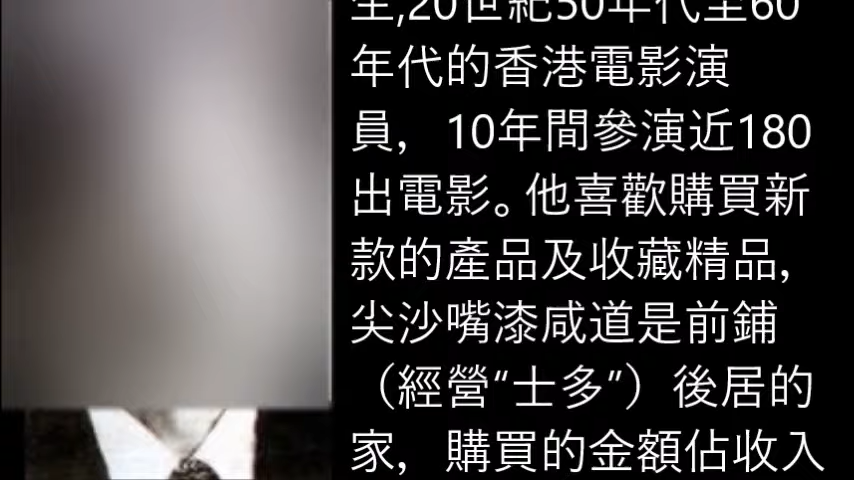 至,20世紀50年代至60
年代的香港電影演
員, 10年間參演近180
出電影。他喜歡購買新
款的產品及收藏精品,
尖沙嘴漆咸道是前鋪
(經營“士多”)後居的
家, 購買的金額佔收入